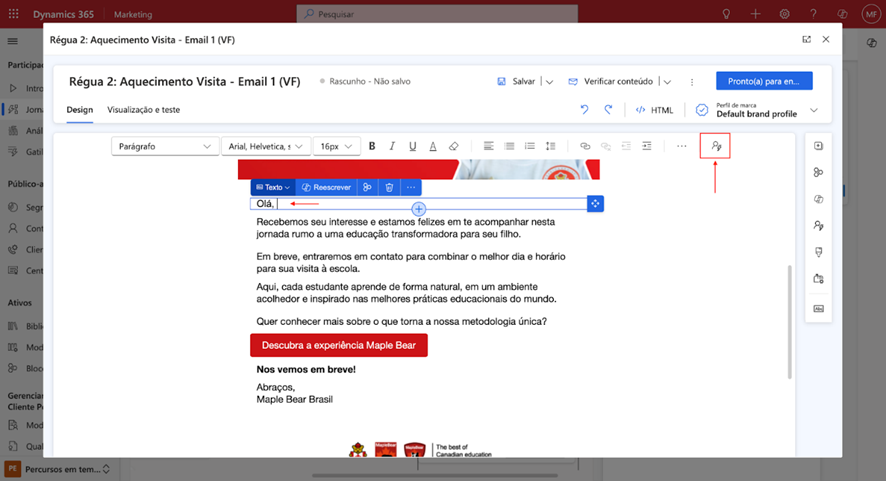 Dynamics 365
Marketing
Pesquisar
MF
Régua 2: Aquecimento Visita - Email 1 (VF)
Régua 2: Aquecimento Visita - Email 1 (VF)
Rascunho - Não salvo
Salvar
Verificar conteúdo
Pronto(a) para en...
Design
Visualização e teste
HTML
Perfil de marca
Default brand profile
Parágrafo
Arial, Helvetica, s
16px
B
I
U
A
Texto
Reescrever
Olá,
Recebemos seu interesse e estamos felizes em te acompanhar nesta
jornada rumo a uma educação transformadora para seu filho.
Em breve, entraremos em contato para combinar o melhor dia e horário
para sua visita à escola.
Aqui, cada estudante aprende de forma natural, em um ambiente
acolhedor e inspirado nas melhores práticas educacionais do mundo.
Quer conhecer mais sobre o que torna a nossa metodologia única?
Descubra a experiência Maple Bear
Nos vemos em breve!
Abraços,
Maple Bear Brasil
The best of
Canadian education
Particip
Intro
Jorna
Anál
Gatil
Público-a
Segr
Cont
Clier
Cent
Ativos
Bibli
Mod
Bloc
Gerenciar
Cliente Po
Mod
Qual
PE
Percursos em tem...